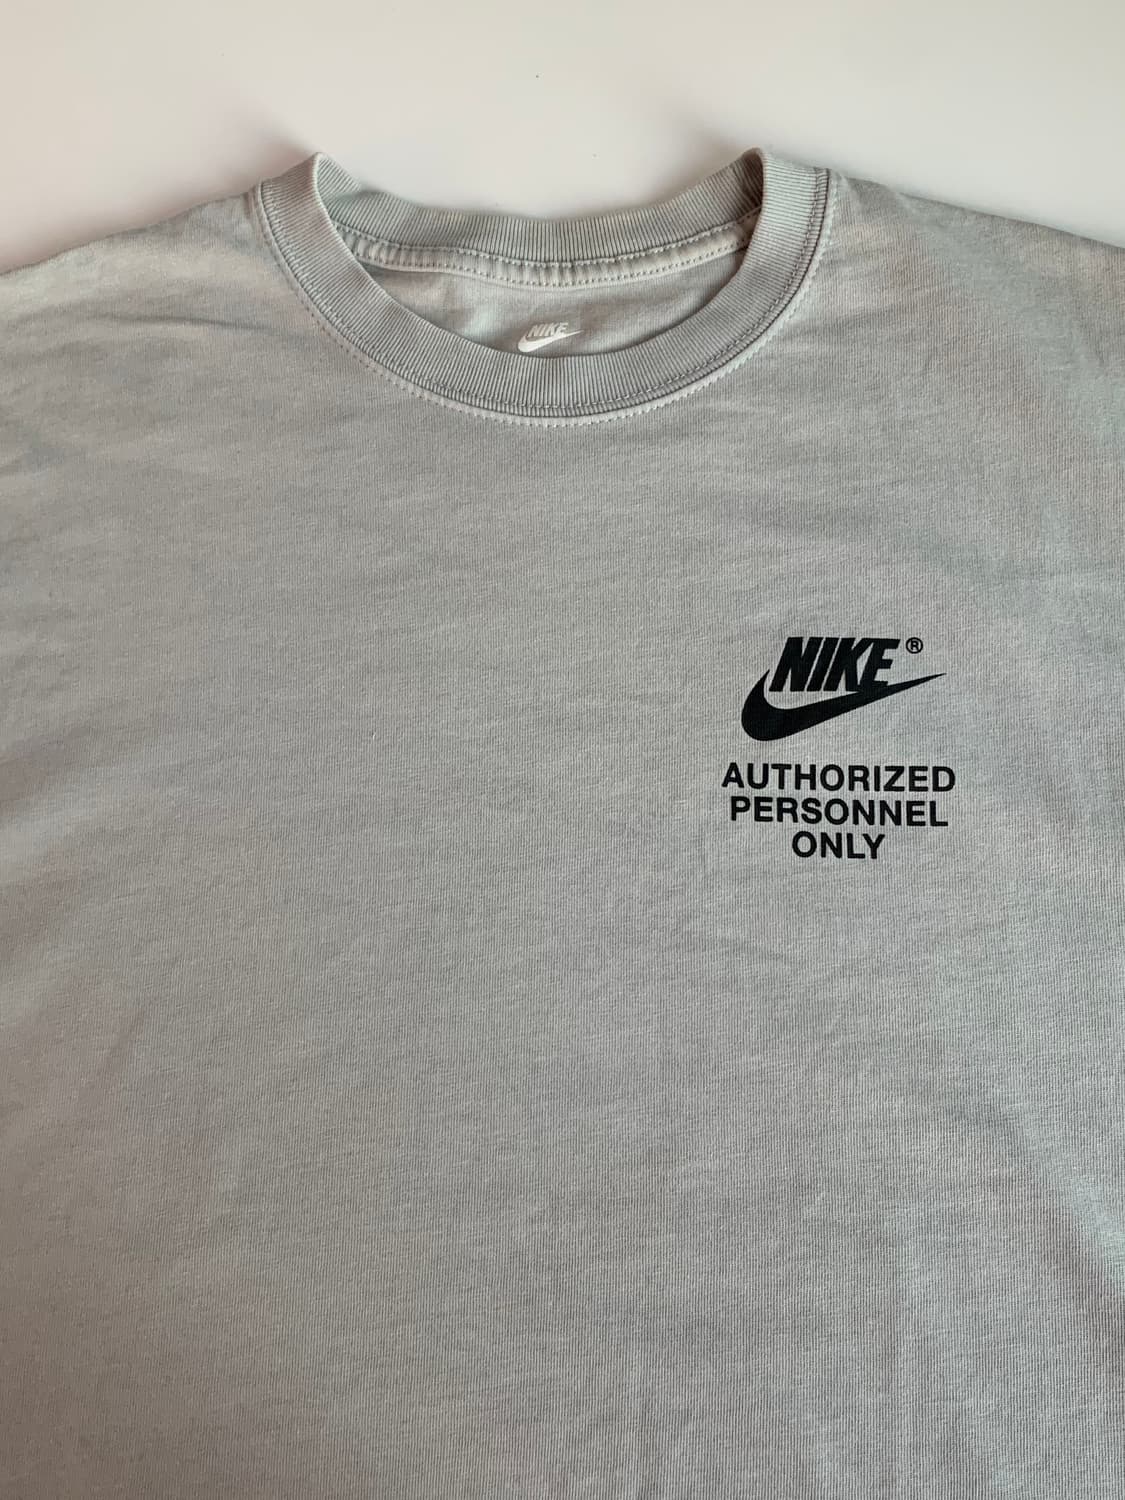 NIKE
NIKE ®
AUTHORIZED
PERSONNEL
ONLY